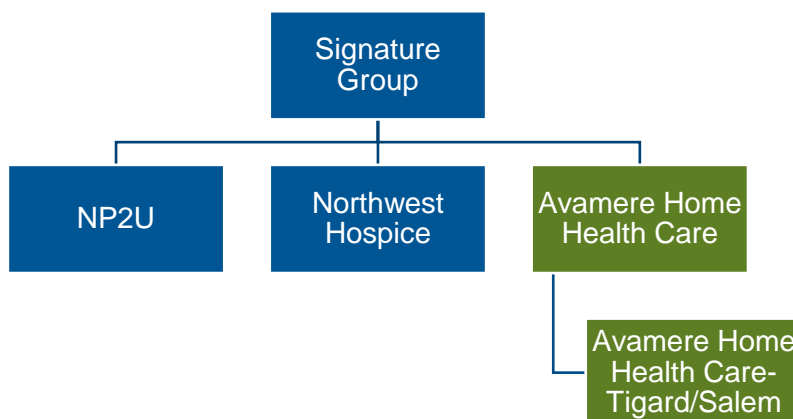 Signature
Group
NP2U
Northwest
Hospice
Avamere Home
Health Care
Avamere Home
Health Care-
Tigard/Salem